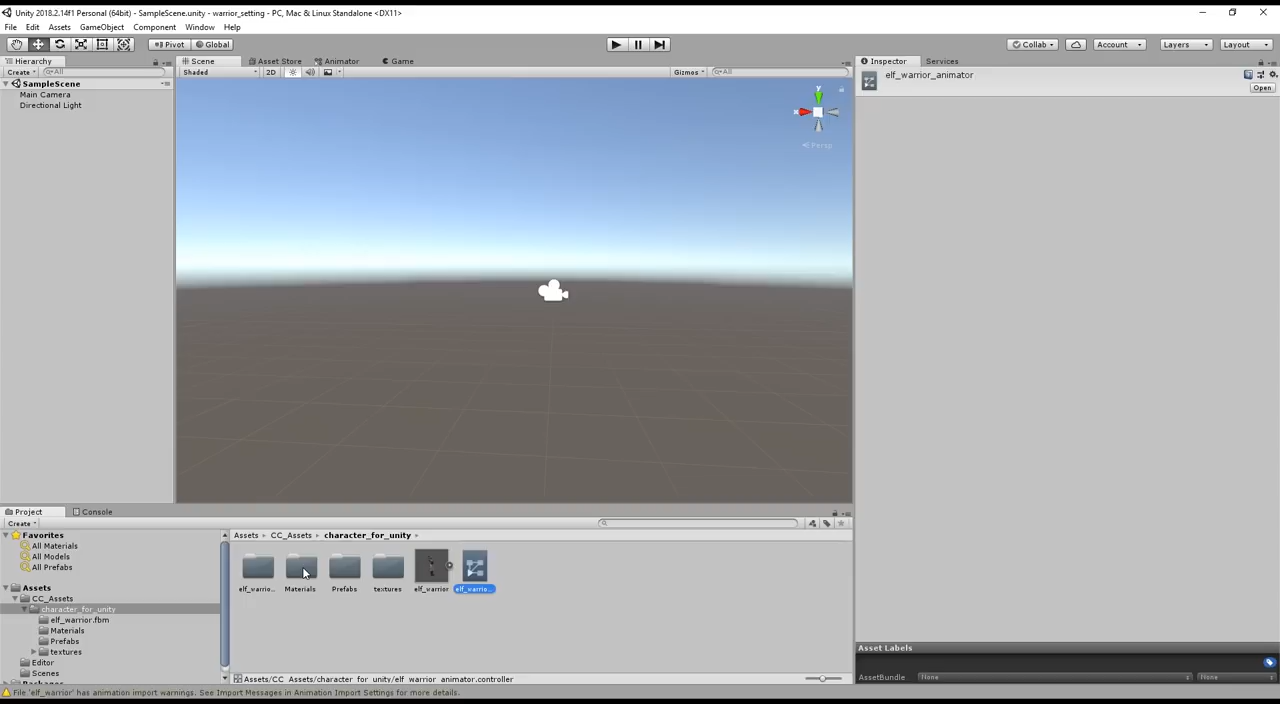 Unity 2018.2.14f1 Personal (64bit) - SampleScene.unity - warrior_setting - PC, Mac & Linux Standalone <DX11>
File Edit Assets GameObject Component Window Help
Pivot Global Collab Account Layers Layout
Hierarchy
Create All
SampleScene
Main Camera
Directional Light
Scene Asset Store Animator Game
Shaded 2D Gizmos All
y
x
Persp
Inspector Services
elf_warrior_animator
Open
Project Console
Create
Favorites
All Materials
All Models
All Prefabs
Assets
CC_Assets
character_for_unity
elf_warrior.fbm
Materials
Prefabs
textures
Editor
Scenes
Assets CC_Assets character_for_unity
elf_warrio... Materials Prefabs textures elf_warrior elf_warrio...
Assets/CC_Assets/character_for_unity/elf_warrior_animator.controller
Asset Labels
AssetBundle None None
File 'elf_warrior' has animation import warnings. See Import Messages in Animation Import Settings for more details.